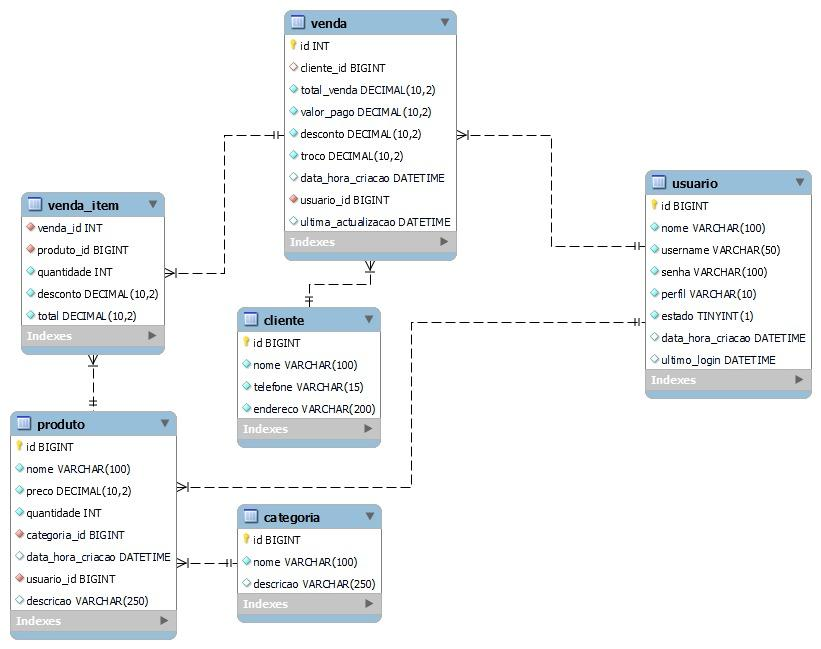 venda
id INT
cliente_id BIGINT
total_venda DECIMAL(10,2)
valor_pago DECIMAL(10,2)
desconto DECIMAL(10,2)
troco DECIMAL(10,2)
data_hora_criacao DATETIME
usuario_id BIGINT
ultima_actualizacao DATETIME
Indexes
usuario
id BIGINT
nome VARCHAR(100)
username VARCHAR(50)
senha VARCHAR(100)
perfil VARCHAR(10)
estado TINYINT(1)
data_hora_criacao DATETIME
ultimo_login DATETIME
Indexes
venda_item
venda_id INT
produto_id BIGINT
quantidade INT
desconto DECIMAL(10,2)
total DECIMAL(10,2)
Indexes
cliente
id BIGINT
nome VARCHAR(100)
telefone VARCHAR(15)
endereco VARCHAR(200)
Indexes
produto
id BIGINT
nome VARCHAR(100)
preco DECIMAL(10,2)
quantidade INT
categoria_id BIGINT
data_hora_criacao DATETIME
usuario_id BIGINT
descricao VARCHAR(250)
Indexes
categoria
id BIGINT
nome VARCHAR(100)
descricao VARCHAR(250)
Indexes